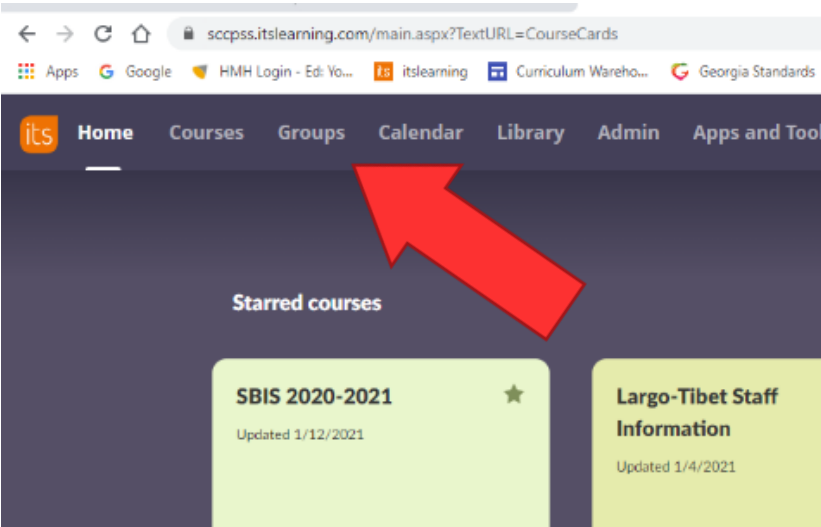 sccpss.itslearning.com/main.aspx?TextURL=CourseCards
Apps G Google HMH Login - Ed: Yo... its itslearning Curriculum Wareho... Georgia Standards
its Home Courses Groups Calendar Library Admin Apps and Tool
Starred courses
SBIS 2020-2021
Updated 1/12/2021
Largo-Tibet Staff
Information
Updated 1/4/2021